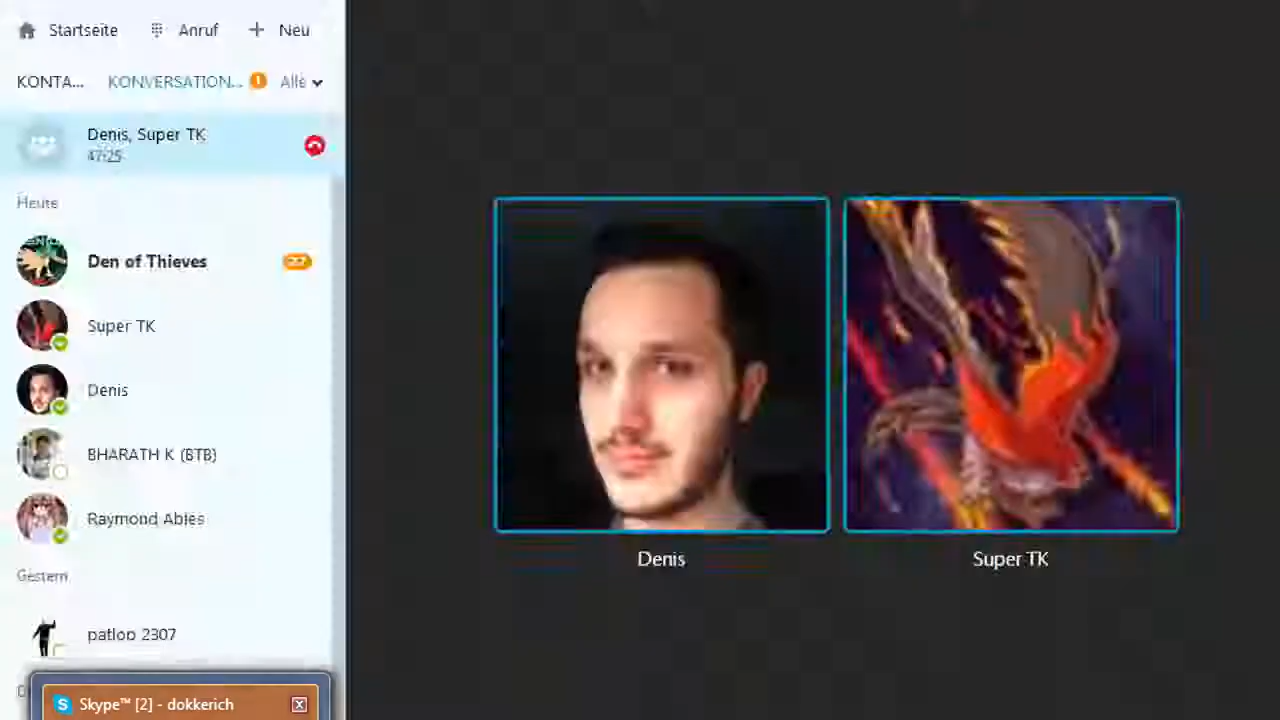 Startseite Anruf Neu
KONTA... KONVERSATION... 1 Alle
Denis, Super TK
47:25
Heute
Den of Thieves
Super TK
Denis
BHARATH K (BTB)
Raymond Ables
Gestern
patlop 2307
Skype™ [2] - dokkerich
Denis
Super TK